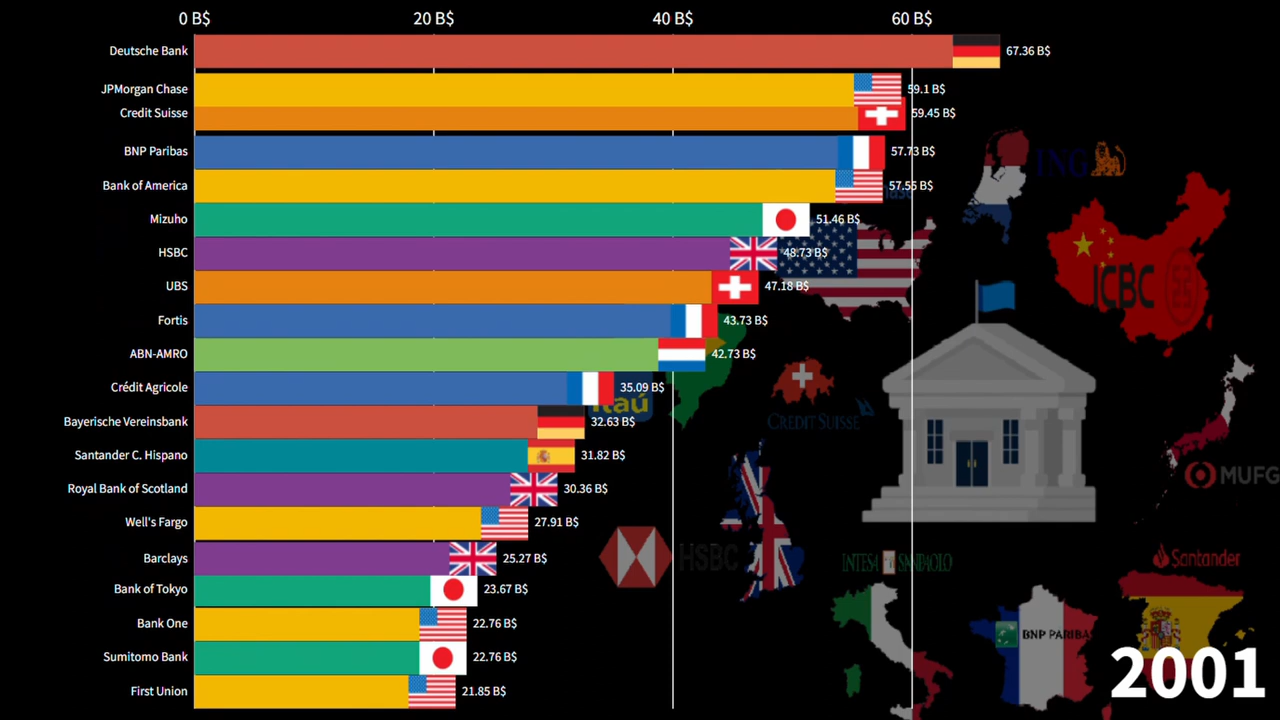 0 B$ 20 B$ 40 B$ 60 B$
Deutsche Bank 67.36 B$
JPMorgan Chase 59.1 B$
Credit Suisse 59.45 B$
BNP Paribas 57.73 B$
Bank of America 57.55 B$
Mizuho 51.46 B$
HSBC 48.73 B$
UBS 47.18 B$
Fortis 43.73 B$
ABN-AMRO 42.73 B$
Crédit Agricole 35.09 B$
Bayerische Vereinsbank 32.63 B$
Santander C. Hispano 31.82 B$
Royal Bank of Scotland 30.36 B$
Well's Fargo 27.91 B$
Barclays 25.27 B$
Bank of Tokyo 23.67 B$
Bank One 22.76 B$
Sumitomo Bank 22.76 B$
First Union 21.85 B$
ING
ICBC
Itaú
CREDIT SUISSE
MUFG
HSBC
INTESA SANPAOLO
Santander
BNP PARIBAS
2001